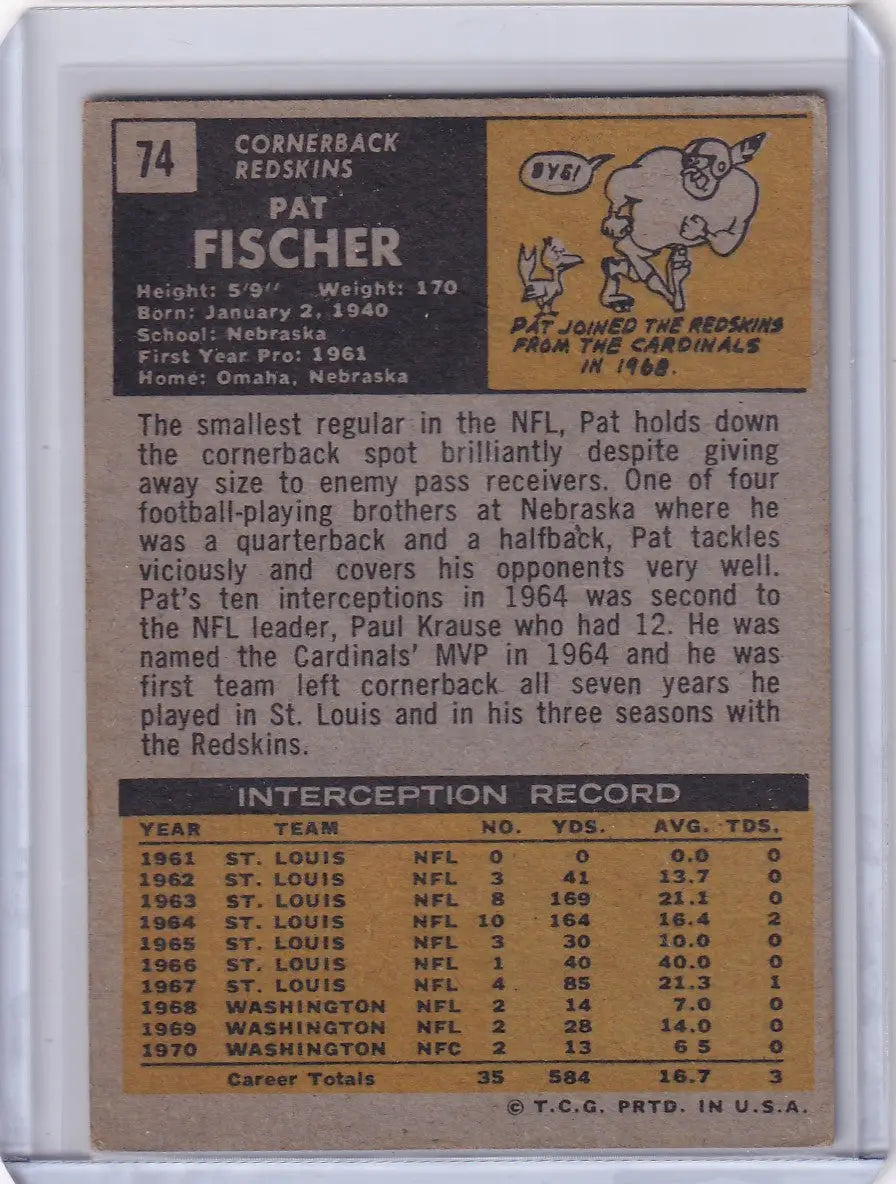 74
CORNERBACK
REDSKINS
PAT
FISCHER
Height: 5'9" Weight: 170
Born: January 2, 1940
School: Nebraska
First Year Pro: 1961
Home: Omaha, Nebraska
BYE!
PAT JOINED THE REDSKINS
FROM THE CARDINALS
IN 1968.
The smallest regular in the NFL, Pat holds down
the cornerback spot brilliantly despite giving
away size to enemy pass receivers. One of four
football-playing brothers at Nebraska where he
was a quarterback and a halfback, Pat tackles
viciously and covers his opponents very well.
Pat's ten interceptions in 1964 was second to
the NFL leader, Paul Krause who had 12. He was
named the Cardinals' MVP in 1964 and he was
first team left cornerback all seven years he
played in St. Louis and in his three seasons with
the Redskins.
INTERCEPTION RECORD
YEAR TEAM NO. YDS. AVG. TDS.
1961 ST. LOUIS NFL 0 0 0.0 0
1962 ST. LOUIS NFL 3 41 13.7 0
1963 ST. LOUIS NFL 8 169 21.1 0
1964 ST. LOUIS NFL 10 164 16.4 2
1965 ST. LOUIS NFL 3 30 10.0 0
1966 ST. LOUIS NFL 1 40 40.0 0
1967 ST. LOUIS NFL 4 85 21.3 1
1968 WASHINGTON NFL 2 14 7.0 0
1969 WASHINGTON NFL 2 28 14.0 0
1970 WASHINGTON NFC 2 13 6 5 0
Career Totals 35 584 16.7 3
© T.C.G. PRTD. IN U.S.A.